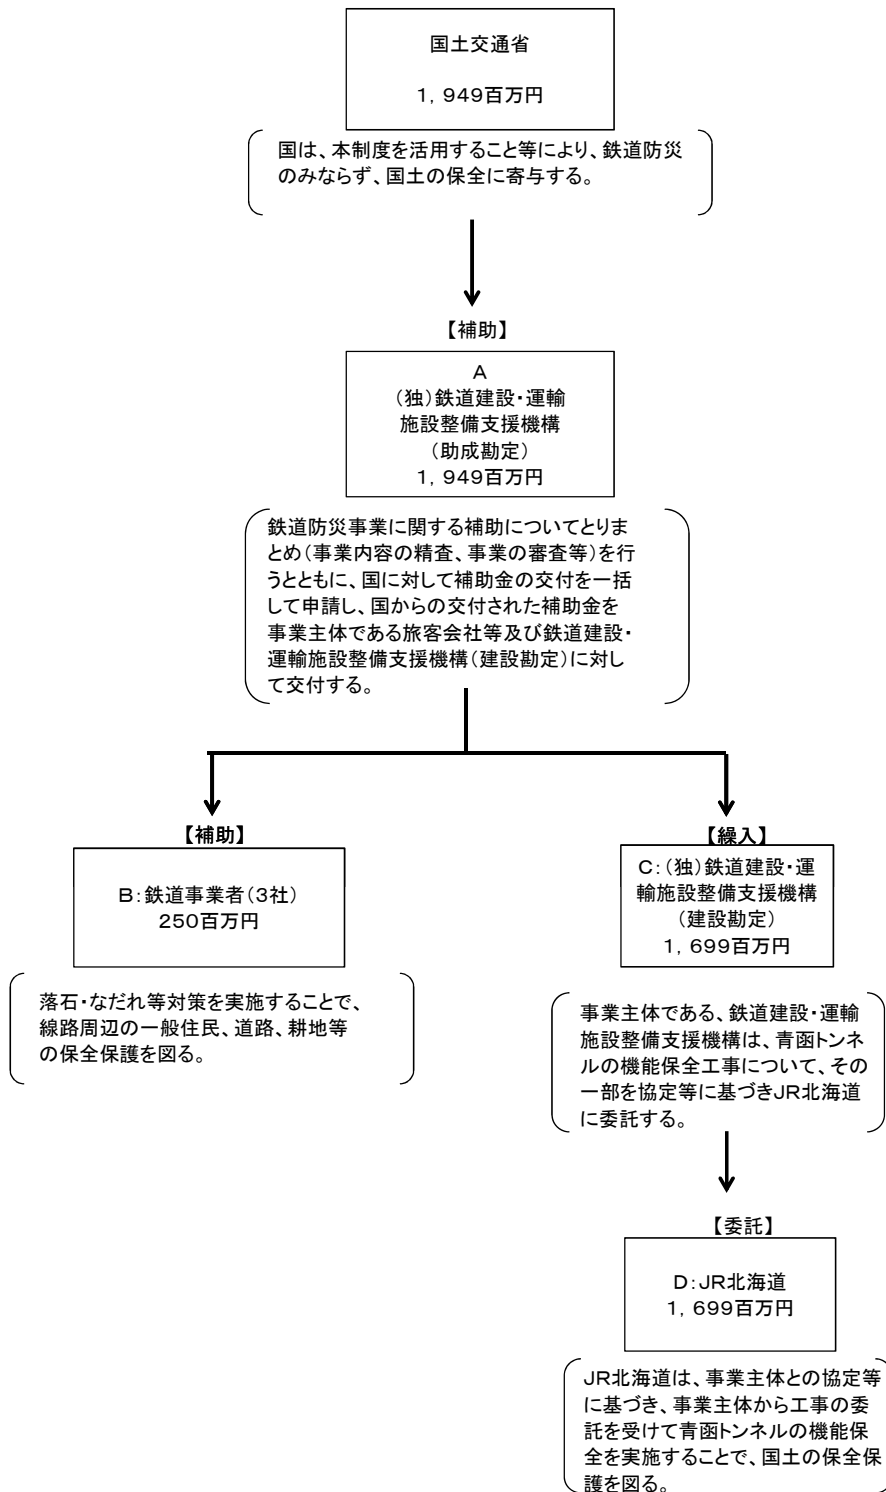 国土交通省
1，949百万円
国は、本制度を活用すること等により、鉄道防災
のみならず、国土の保全に寄与する。
【補助】
A
（独）鉄道建設・運輸
施設整備支援機構
（助成勘定）
1，949百万円
鉄道防災事業に関する補助についてとりま
とめ（事業内容の精査、事業の審査等）を行
うとともに、国に対して補助金の交付を一括
して申請し、国からの交付された補助金を
事業主体である旅客会社等及び鉄道建設・
運輸施設整備支援機構（建設勘定）に対し
て交付する。
【補助】
B：鉄道事業者（3社）
250百万円
落石・なだれ等対策を実施することで、
線路周辺の一般住民、道路、耕地等
の保全保護を図る。
【繰入】
C：（独）鉄道建設・運
輸施設整備支援機構
（建設勘定）
1，699百万円
事業主体である、鉄道建設・運輸
施設整備支援機構は、青函トンネ
ルの機能保全工事について、その
一部を協定等に基づきJR北海道
に委託する。
【委託】
D：JR北海道
1，699百万円
JR北海道は、事業主体との協定等
に基づき、事業主体から工事の委
託を受けて青函トンネルの機能保
全を実施することで、国土の保全保
護を図る。